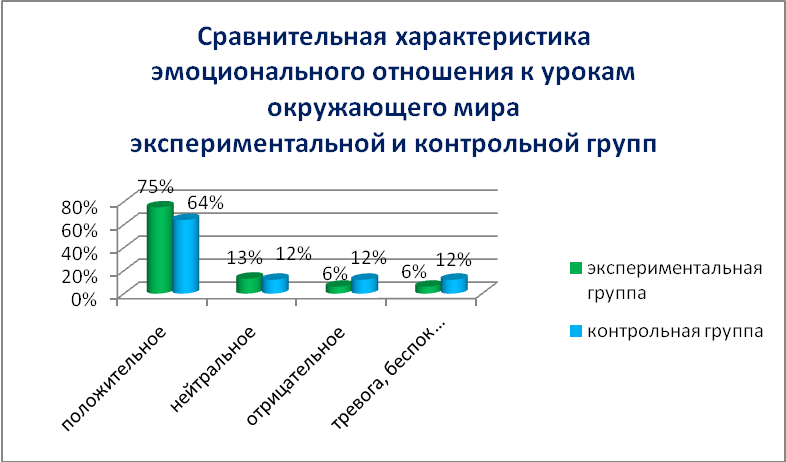 Сравнительная характеристика
эмоционального отношения к урокам
окружающего мира
экспериментальной и контрольной групп
75%
64%
13%
12%
6%
12%
6%
12%
80%
60%
40%
20%
0%
положительное
нейтральное
отрицательное
тревога, беспок...
экспериментальная
группа
контрольная группа